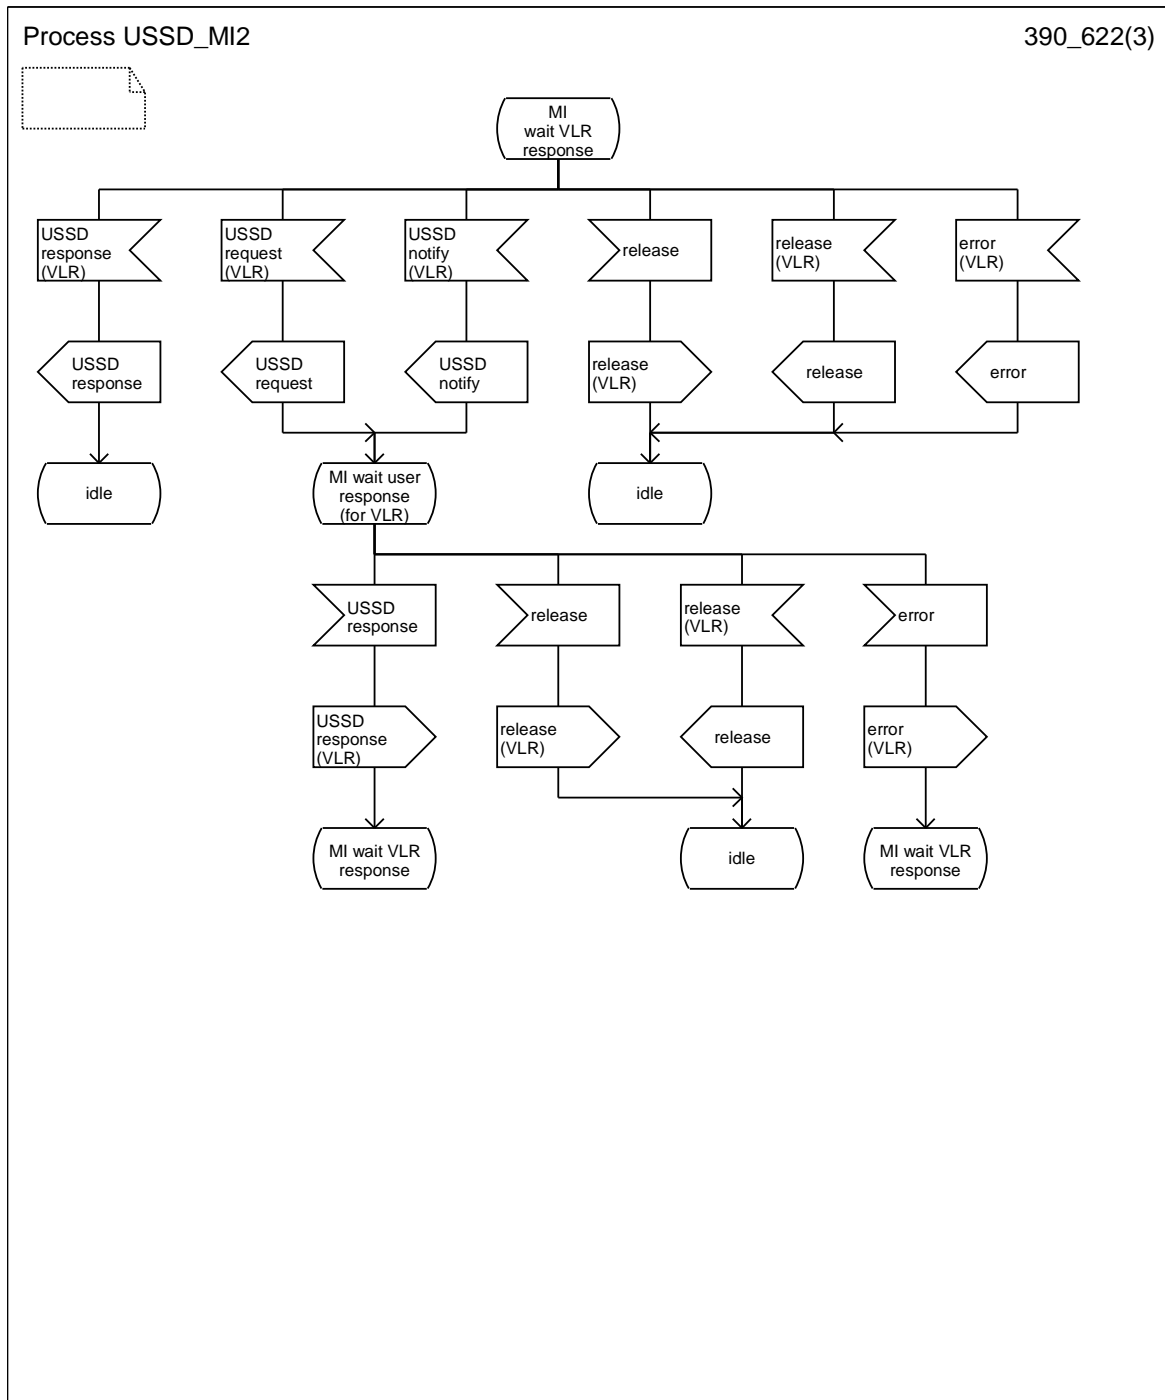 Process USSD_MI2
390_622(3)
MI
wait VLR
response
USSD
response
(VLR)
USSD
request
(VLR)
USSD
notify
(VLR)
release
release
(VLR)
error
(VLR)
USSD
response
USSD
request
USSD
notify
release
(VLR)
release
error
idle
MI wait user
response
(for VLR)
idle
USSD
response
release
release
(VLR)
error
USSD
response
(VLR)
release
(VLR)
release
error
(VLR)
MI wait VLR
response
idle
MI wait VLR
response